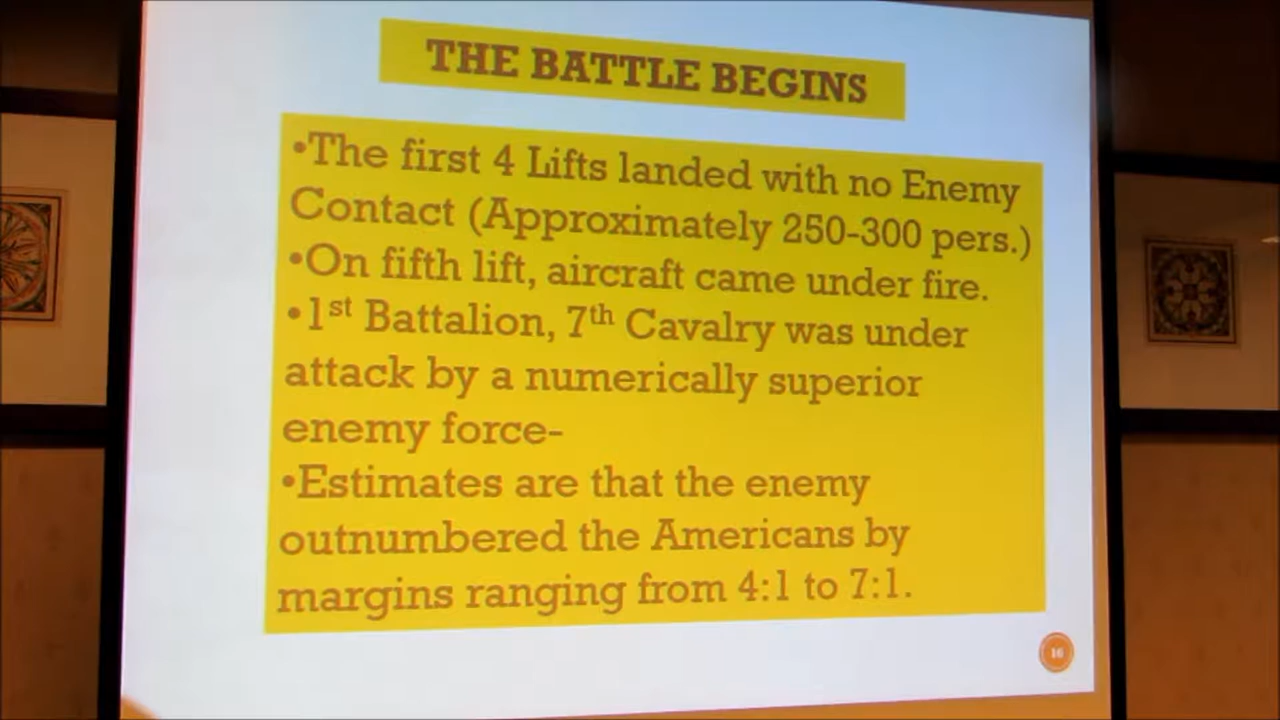 THE BATTLE BEGINS
•The first 4 Lifts landed with no Enemy
Contact (Approximately 250-300 pers.)
•On fifth lift, aircraft came under fire.
•1st Battalion, 7th Cavalry was under
attack by a numerically superior
enemy force-
•Estimates are that the enemy
outnumbered the Americans by
margins ranging from 4:1 to 7:1.
16